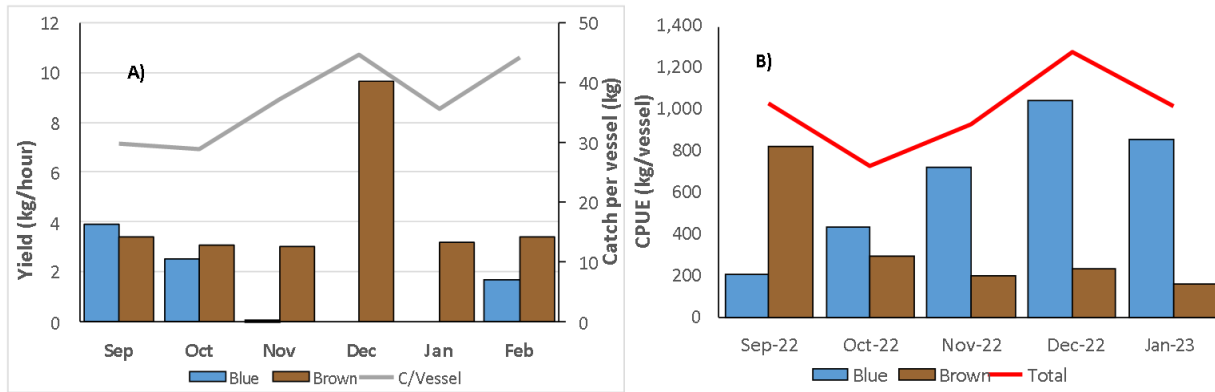 A)
Yield (kg/hour)
12
10
8
6
4
2
0
Catch per vessel (kg)
50
40
30
20
10
0
Sep Oct Nov Dec Jan Feb
Blue Brown C/Vessel
B)
CPUE (kg/vessel)
1,400
1,200
1,000
800
600
400
200
0
Sep-22 Oct-22 Nov-22 Dec-22 Jan-23
Blue Brown Total